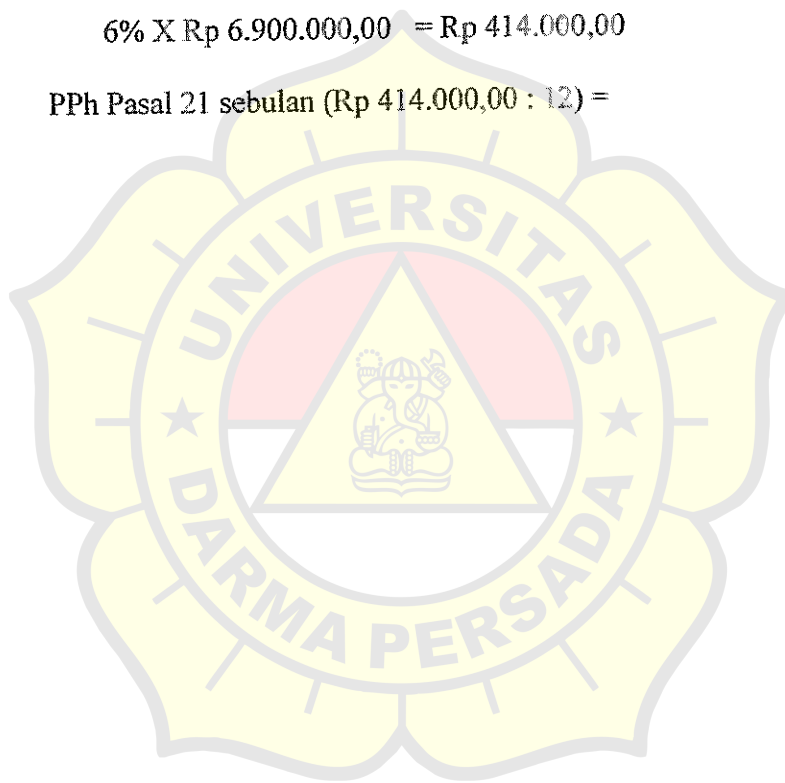 6% X Rp 6.900.000,00 = Rp 414.000,00
PPh Pasal 21 sebulan (Rp 414.000,00 : 12) =
UNIVERSITAS
DARMA PERSADA